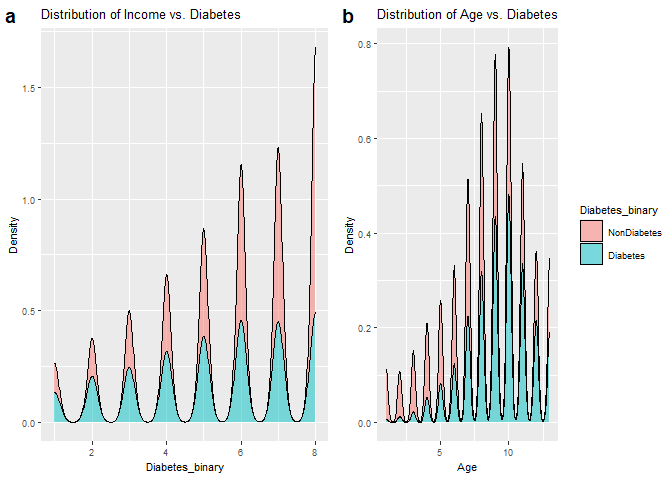 a
Distribution of Income vs. Diabetes
Density
1.5
1.0
0.5
0.0
2
4
6
8
Diabetes_binary
b
Distribution of Age vs. Diabetes
Density
0.8
0.6
0.4
0.2
0.0
5
10
Age
Diabetes_binary
NonDiabetes
Diabetes